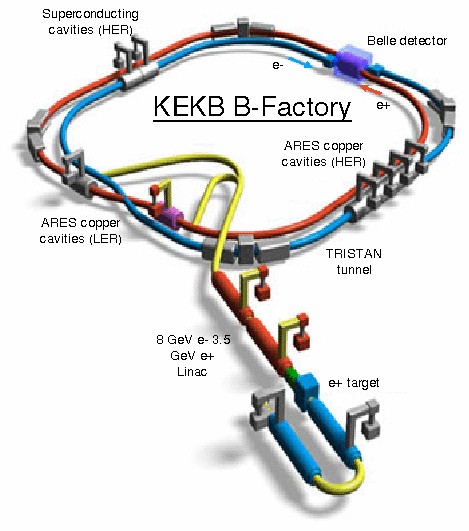 Superconducting
cavities (HER)
Belle detector
e-
e+
KEKB B-Factory
ARES copper
cavities (HER)
ARES copper
cavities (LER)
TRISTAN
tunnel
8 GeV e- 3.5
GeV e+
Linac
e+ target